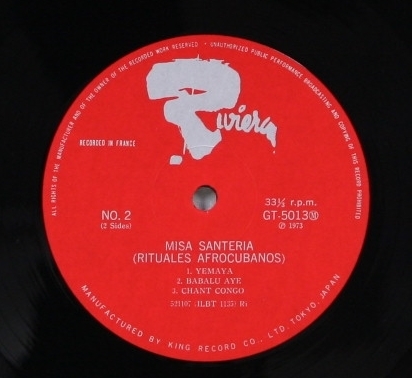 ALL RIGHTS OF THE MANUFACTURER AND OF THE OWNER OF THE RECORDED WORK RESERVED • UNAUTHORIZED PUBLIC PERFORMANCE BROADCASTING AND COPYING OF THIS RECORD PROHIBITED
Riviera
RECORDED IN FRANCE
NO. 2
(2 Sides)
33⅓ r.p.m.
GT-5013Ⓜ
Ⓟ 1973
MISA SANTERIA
(RITUALES AFROCUBANOS)
1. YEMAYA
2. BABALU AYE
3. CHANT CONGO
MANUFACTURED BY KING RECORD CO., LTD. TOKYO, JAPAN